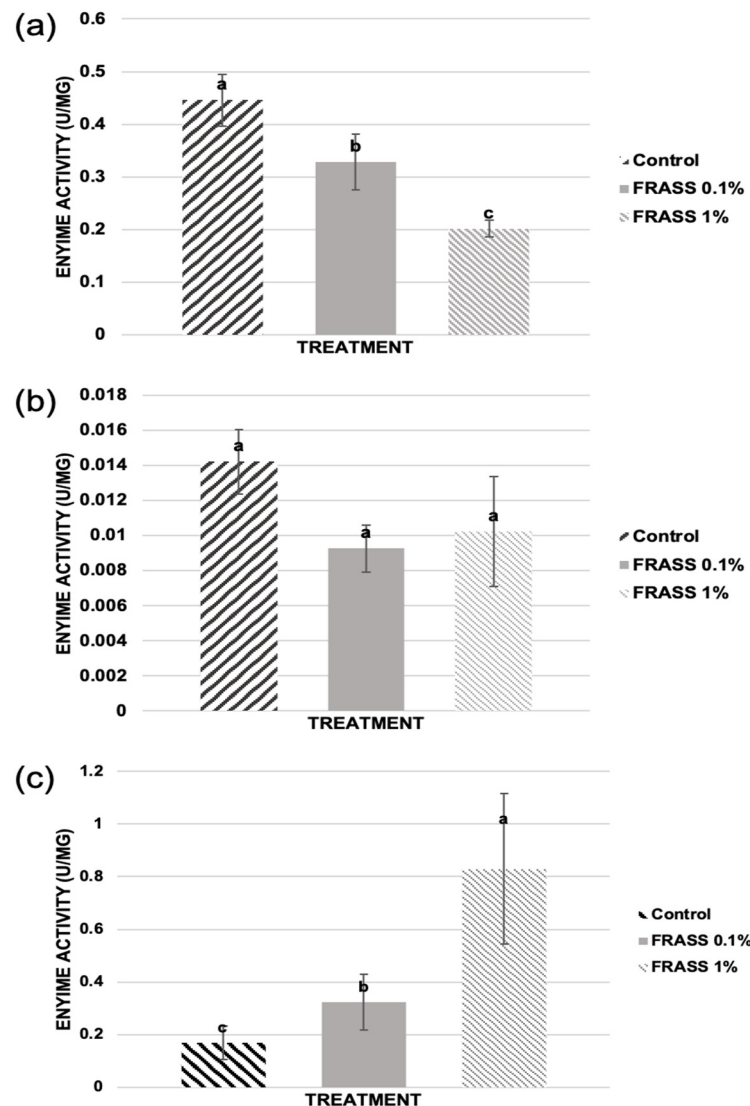 (a)
0.6
0.5
0.4
0.3
0.2
0.1
0
ENYIME ACTIVITY (U/MG)
a
b
c
TREATMENT
Control
FRASS 0.1%
FRASS 1%
(b)
0.018
0.016
0.014
0.012
0.01
0.008
0.006
0.004
0.002
0
ENYIME ACTIVITY (U/MG)
a
a
a
TREATMENT
Control
FRASS 0.1%
FRASS 1%
(c)
1.2
1
0.8
0.6
0.4
0.2
0
ENYIME ACTIVITY (U/MG)
c
b
a
TREATMENT
Control
FRASS 0.1%
FRASS 1%